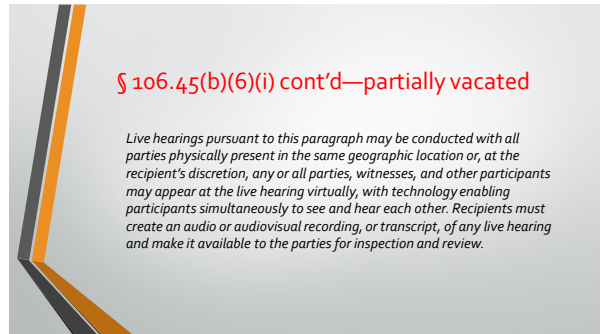 § 106.45(b)(6)(i) cont'd—partially vacated
Live hearings pursuant to this paragraph may be conducted with all
parties physically present in the same geographic location or, at the
recipient's discretion, any or all parties, witnesses, and other participants
may appear at the live hearing virtually, with technology enabling
participants simultaneously to see and hear each other. Recipients must
create an audio or audiovisual recording, or transcript, of any live hearing
and make it available to the parties for inspection and review.